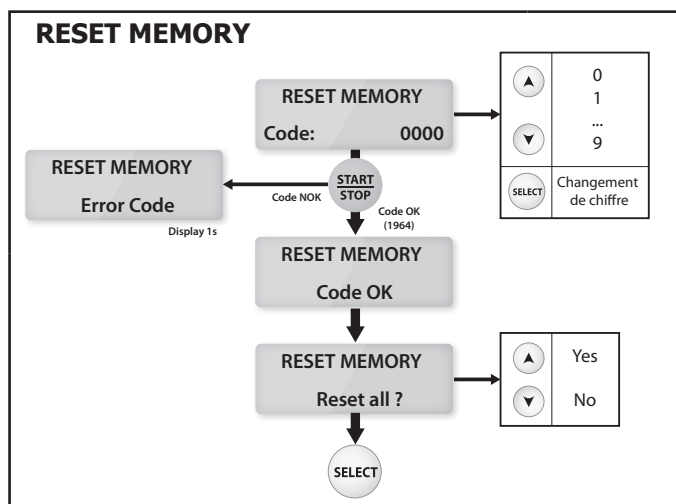 RESET MEMORY
RESET MEMORY
Code: 0000
0
1
...
9
SELECT
Changement
de chiffre
START
STOP
Code NOK
RESET MEMORY
Error Code
Display 1s
Code OK
(1964)
RESET MEMORY
Code OK
RESET MEMORY
Reset all ?
Yes
No
SELECT